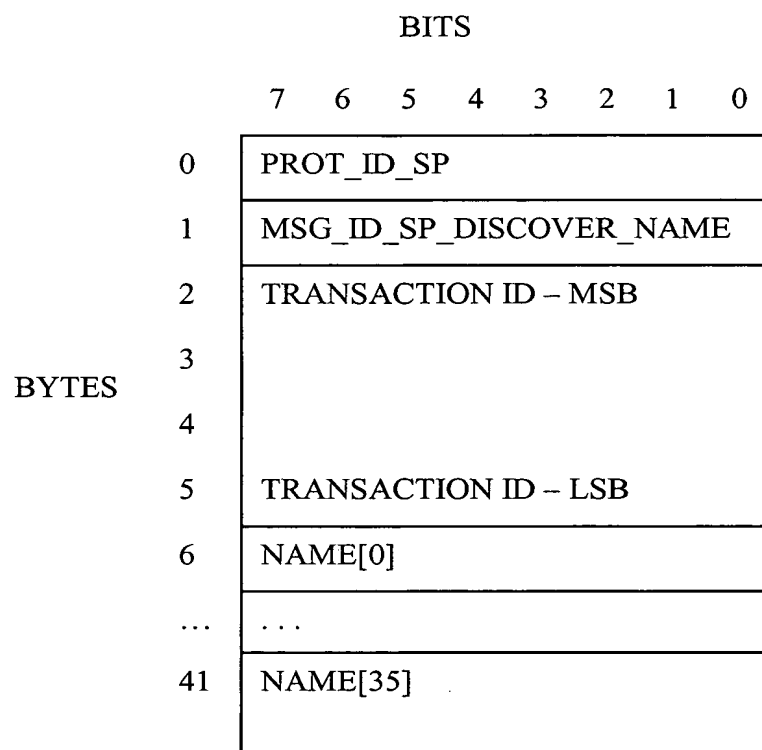 BITS
7 6 5 4 3 2 1 0
0 PROT_ID_SP
1 MSG_ID_SP_DISCOVER_NAME
2 TRANSACTION ID – MSB
3
BYTES
4
5 TRANSACTION ID – LSB
6 NAME[0]
... ...
41 NAME[35]